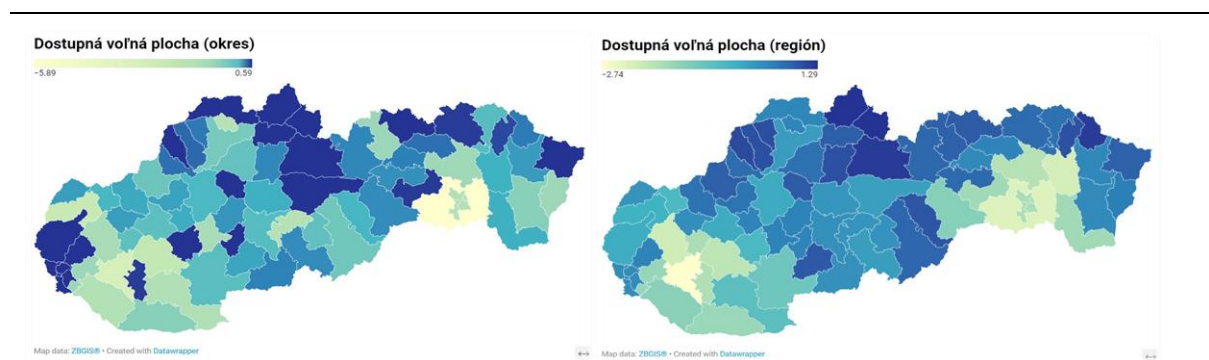 Dostupná voľná plocha (okres)
−5.89 0.59
Map data: ZBGIS® • Created with Datawrapper
Dostupná voľná plocha (región)
−2.74 1.29
Map data: ZBGIS® • Created with Datawrapper